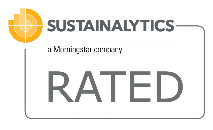 SUSTAINALYTICS
a Morningstar company
RATED